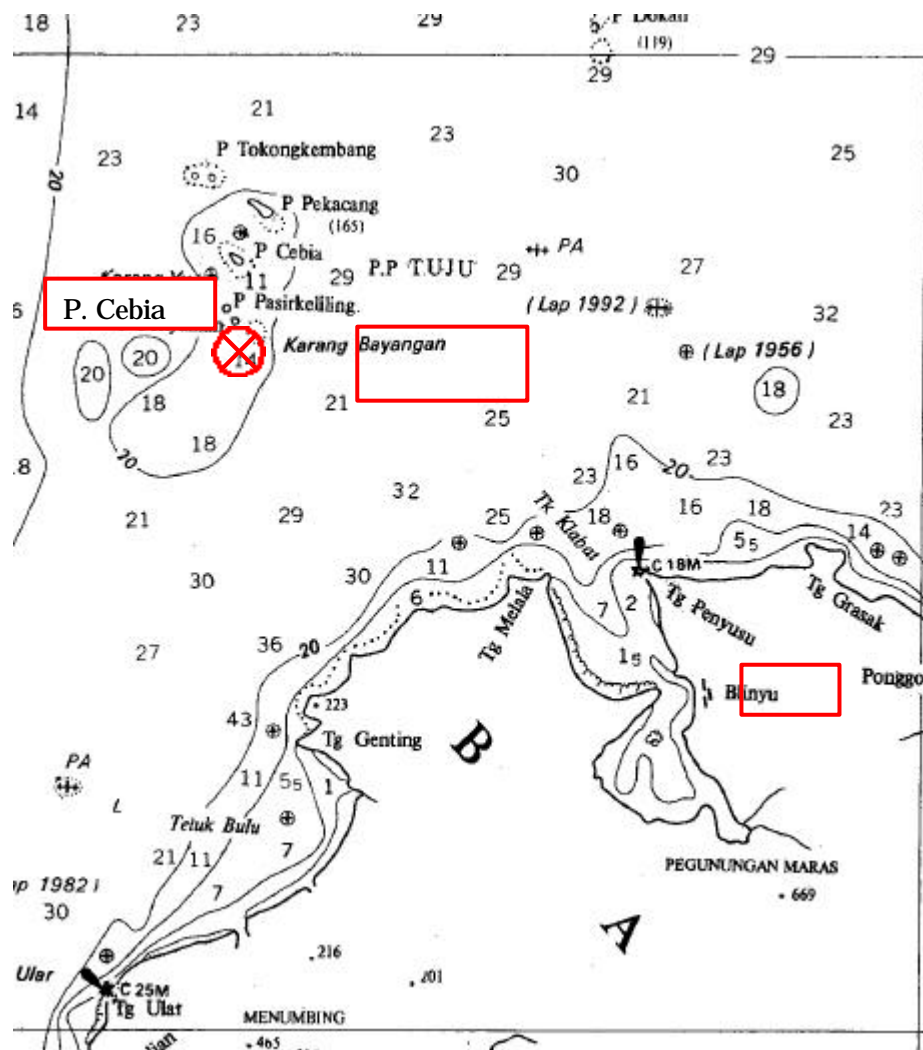 18 23 29 P Dokan
(119)
29
29
14 21 23 25
P Tokongkembang
23 20 30
P Pekacang
(165)
16 P Cebia PA
11 29 P.P TUJU 29 27
P Pasirkeliling
P. Cebia
(Lap 1992) 32
Karang Bayangan
(Lap 1956)
20 20 14 18
18 21 25 21 23
18 20 16 20 23
23
32
21 29 25 Tk Klabat 18 16 18 23
5₅ 14
30 30 11 C 18M
6 7 2 Tg Penyusu Tg Grasak
Tg Melala
27 36 20 1₅
Blinyu Ponggo
43 223
Tg Genting B
PA 11 5₅ 1
L
Teluk Bulu
21 11 7
PEGUNUNGAN MARAS
ap 1982) 7 669
30 A
216
Ular 201
C 25M
Tg Ular
MENUMBING
465